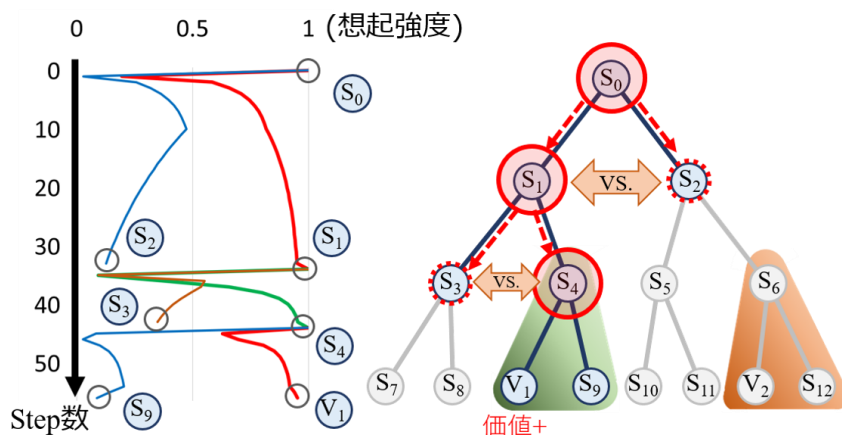 0 0.5 1 (想起強度)
0
S0
10
20
30
S2 S1
40
S3
S4
50
S9 V1
Step数
S0
S1 VS. S2
S3 VS. S4 S5 S6
S7 S8 V1 S9 S10 S11 V2 S12
価値+